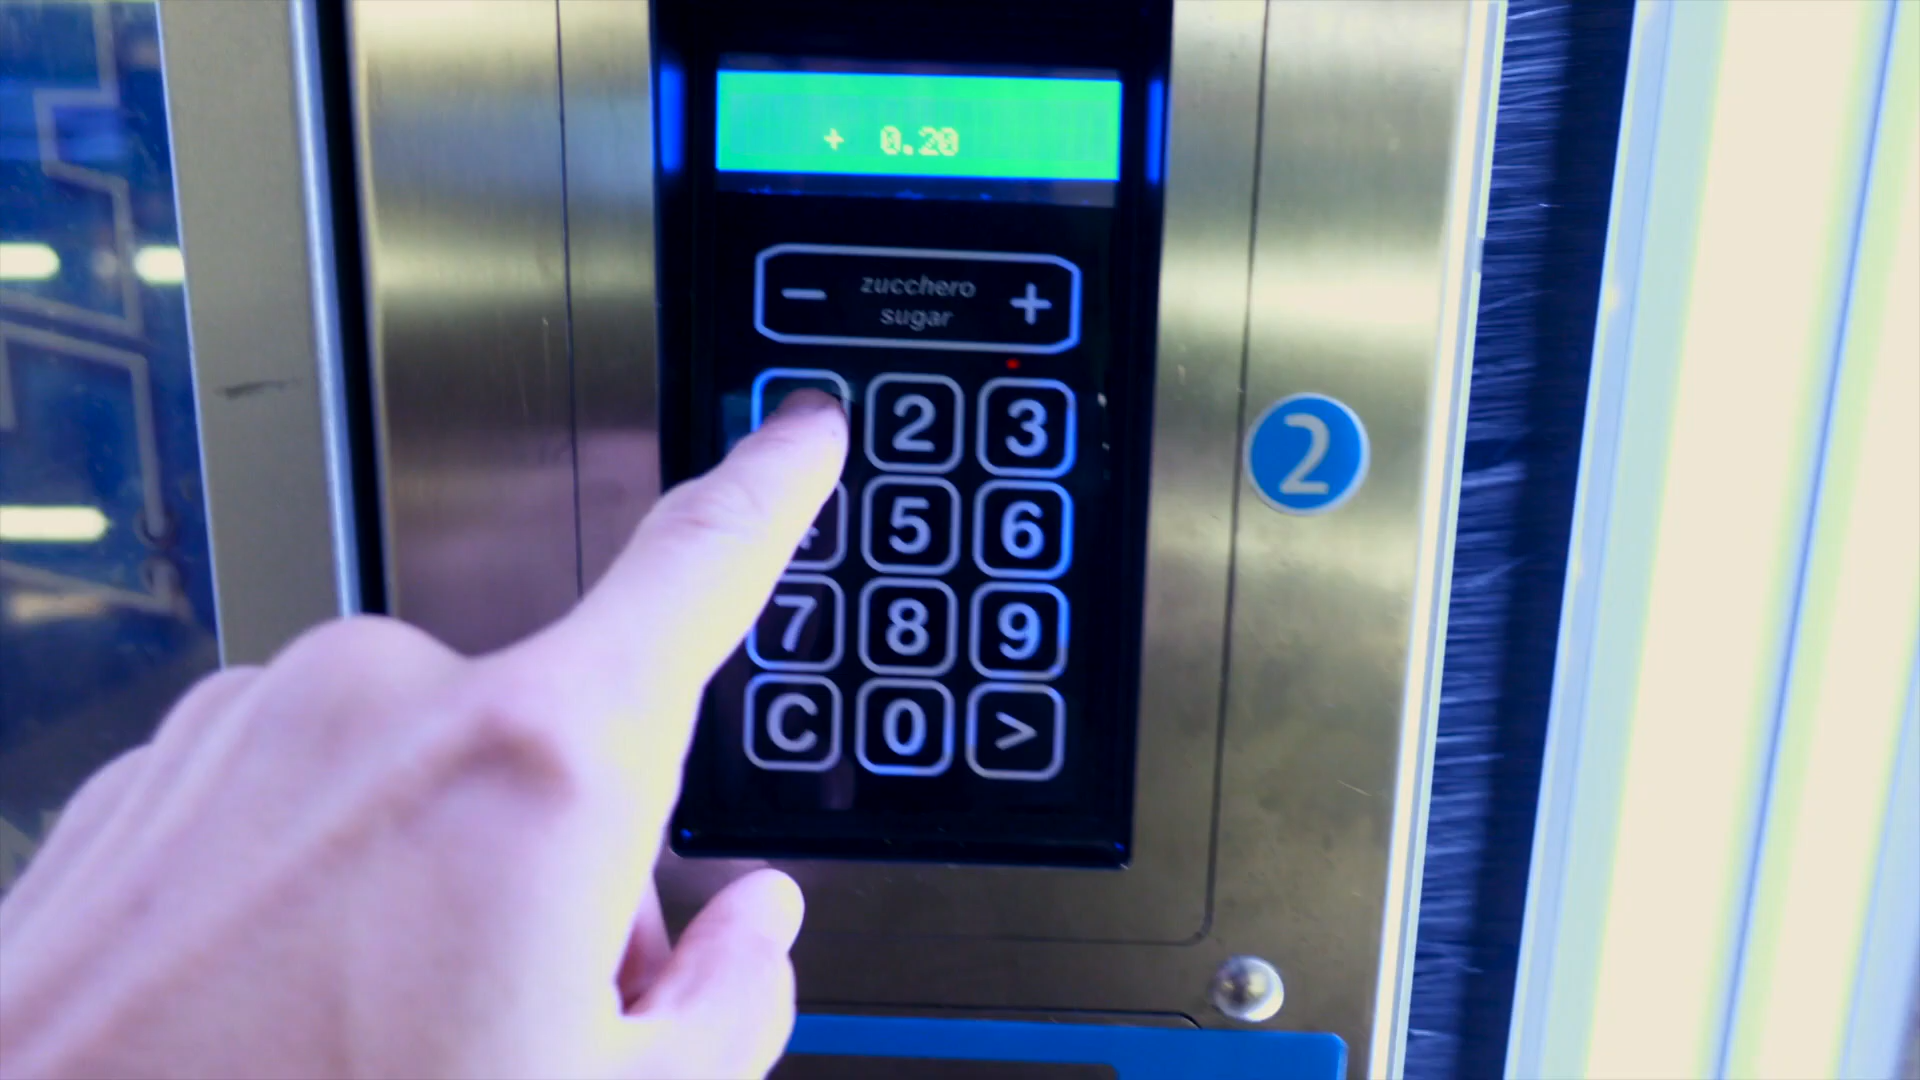 + 0.20
− zucchero +
sugar
2 3
5 6
7 8 9
C 0 >
2